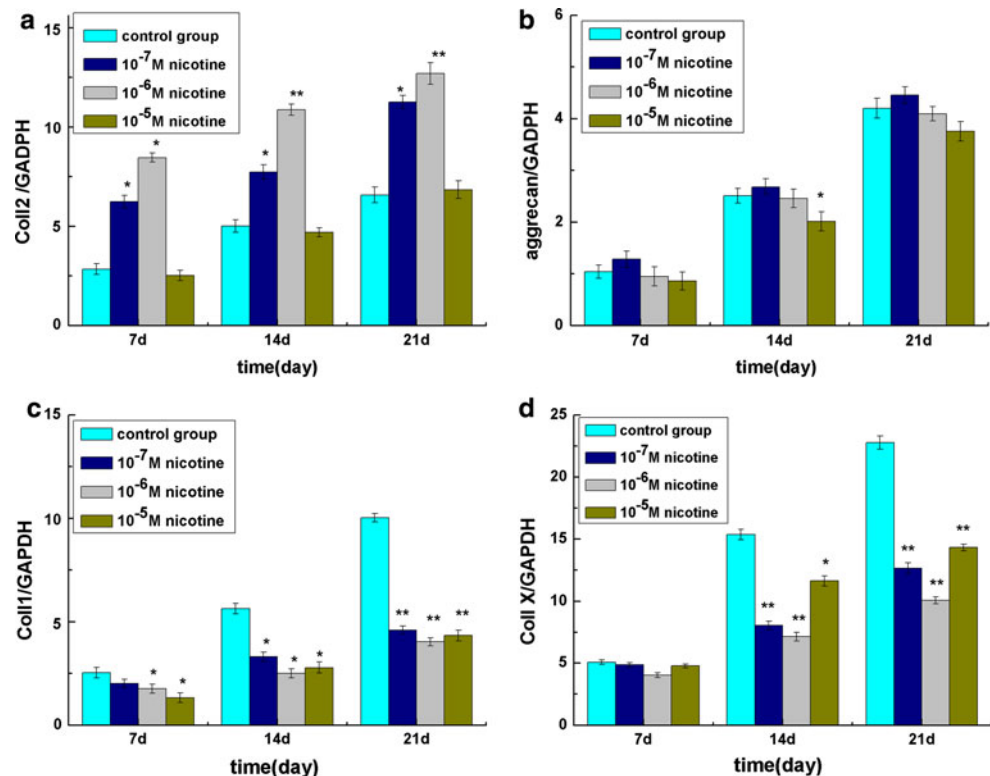 a
15
10
5
0
Coll2 /GADPH
control group
10-7M nicotine
10-6M nicotine
10-5M nicotine
*
*
*
**
*
**
7d
14d
21d
time(day)
b
6
4
2
0
aggrecan/GADPH
control group
10-7M nicotine
10-6M nicotine
10-5M nicotine
*
7d
14d
21d
time(day)
c
15
10
5
0
Coll1/GAPDH
control group
10-7M nicotine
10-6M nicotine
10-5M nicotine
*
*
*
*
*
**
**
**
7d
14d
21d
time(day)
d
25
20
15
10
5
0
Coll X/GAPDH
control group
10-7M nicotine
10-6M nicotine
10-5M nicotine
**
**
*
**
**
**
7d
14d
21d
time(day)